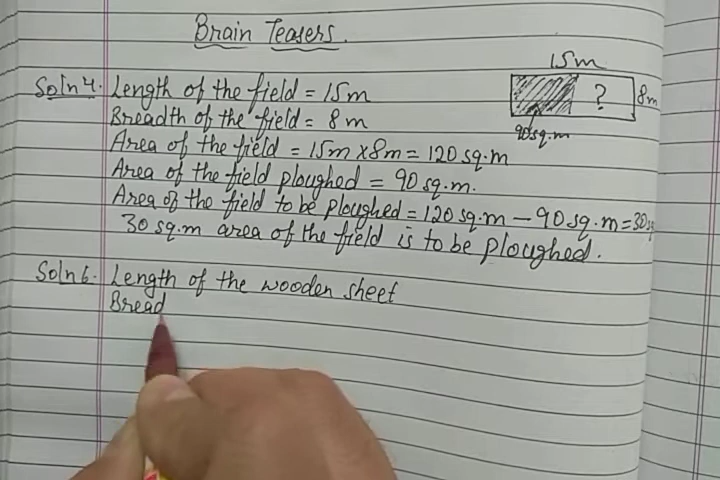 Brain Teasers.
15m
8m
?
90sq.m
Soln4. Length of the field = 15m
Breadth of the field = 8m
Area of the field = 15m x 8m = 120 sq.m
Area of the field ploughed = 90 sq.m.
Area of the field to be ploughed = 120 sq.m - 90 sq.m = 30 sq
30 sq.m area of the field is to be ploughed.
Soln6. Length of the wooden sheet
Bread